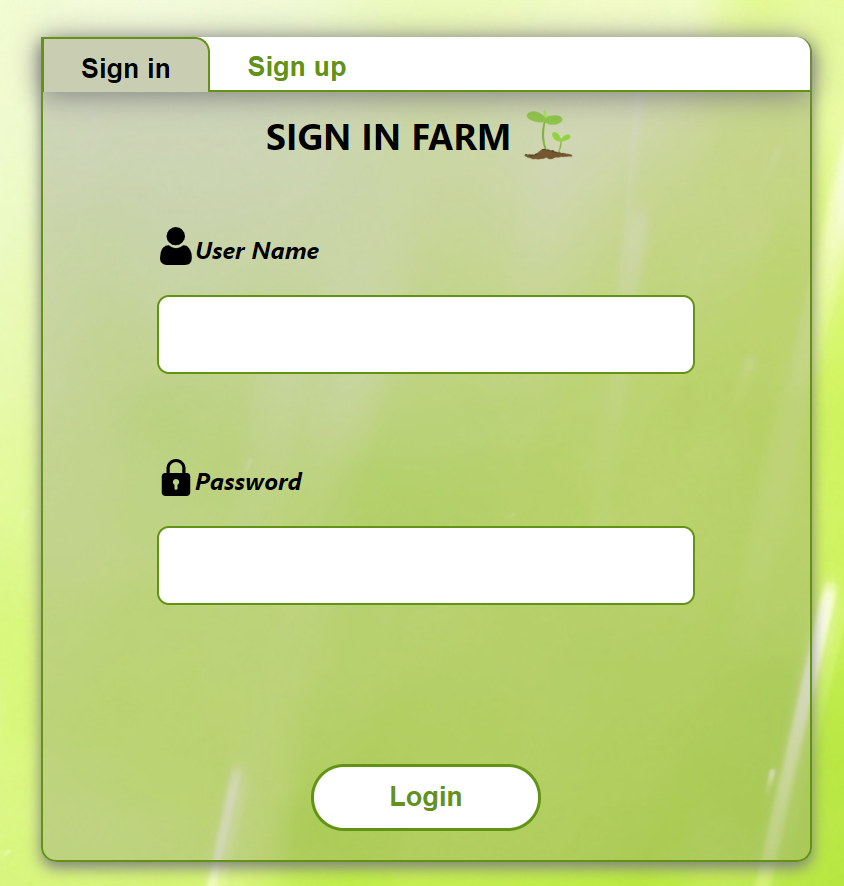 Sign in
Sign up
SIGN IN FARM
User Name
Password
Login